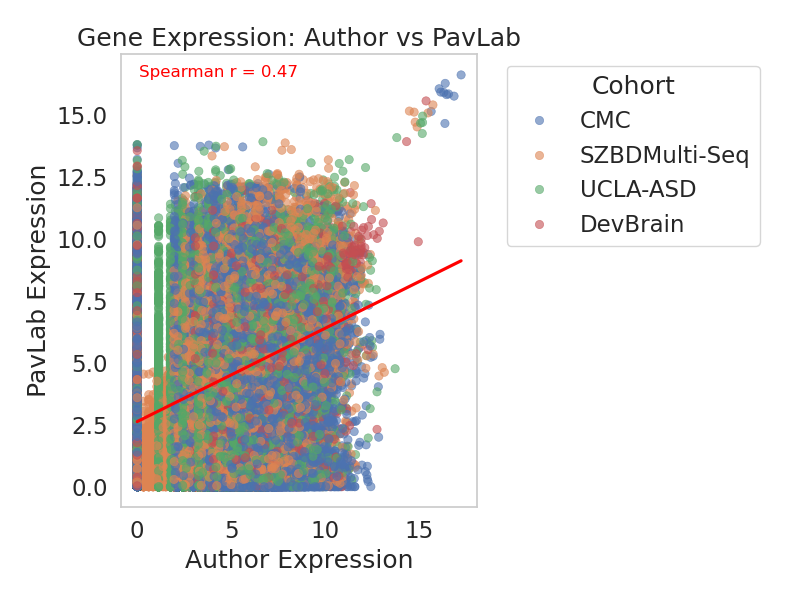 Gene Expression: Author vs PavLab
Spearman r = 0.47
PavLab Expression
15.0
12.5
10.0
7.5
5.0
2.5
0.0
0 5 10 15
Author Expression
Cohort
CMC
SZBDMulti-Seq
UCLA-ASD
DevBrain